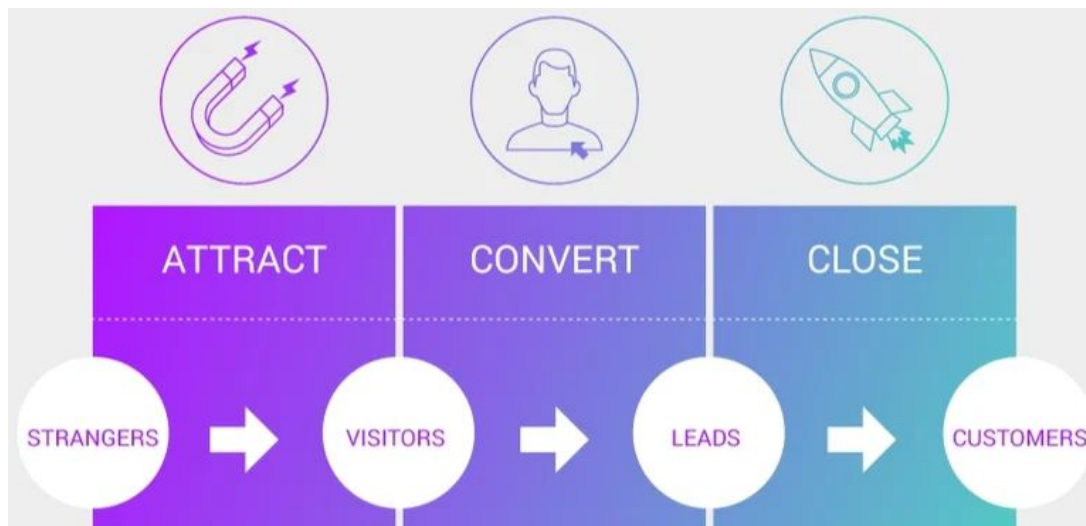 ATTRACT
CONVERT
CLOSE
STRANGERS
VISITORS
LEADS
CUSTOMERS